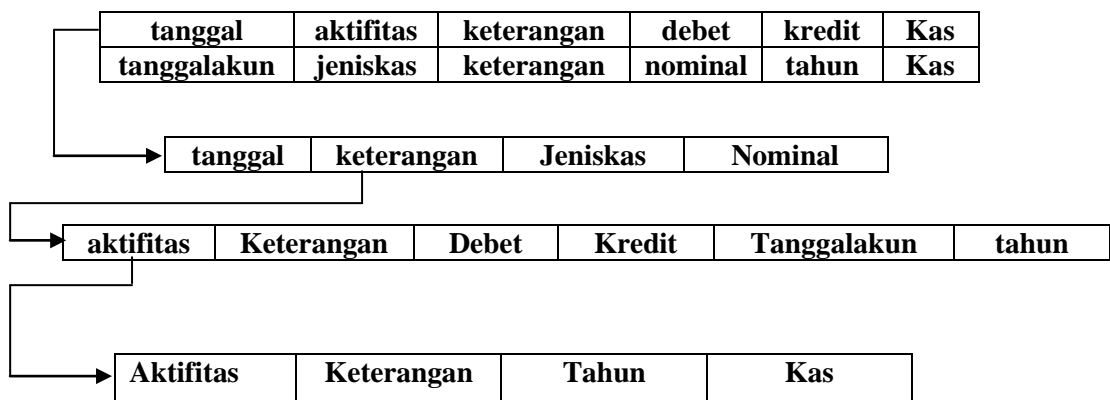 tanggal aktifitas keterangan debet kredit Kas
tanggalakun jeniskas keterangan nominal tahun Kas
tanggal keterangan Jeniskas Nominal
aktifitas Keterangan Debet Kredit Tanggalakun tahun
Aktifitas Keterangan Tahun Kas